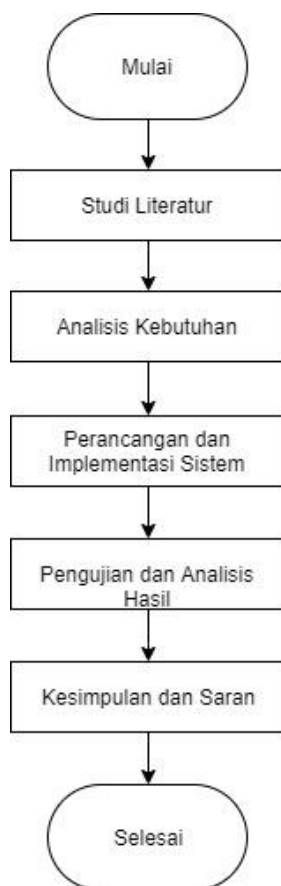 Mulai
Studi Literatur
Analisis Kebutuhan
Perancangan dan
Implementasi Sistem
Pengujian dan Analisis
Hasil
Kesimpulan dan Saran
Selesai